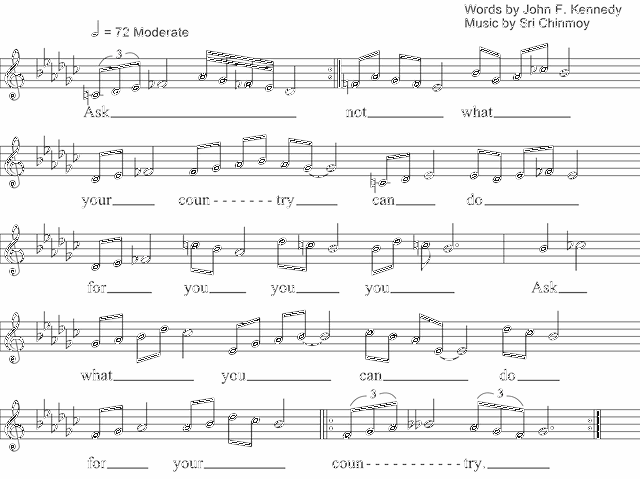 Words by John F. Kennedy
Music by Sri Chinmoy
= 72 Moderate
3
Ask not what
your coun - - - - - - - try can do
for you you you Ask
what you can do
3 3
for your coun - - - - - - - - - - - try.